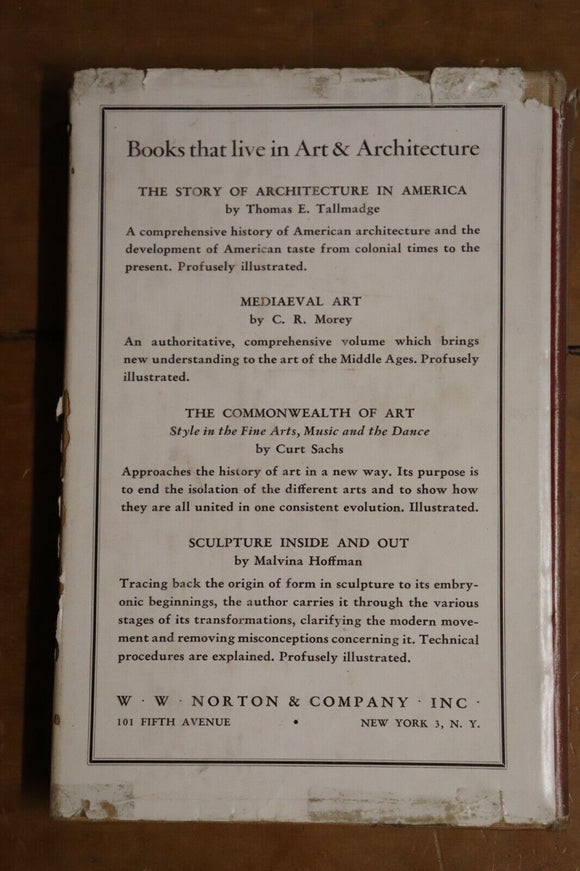 Books that live in Art & Architecture
THE STORY OF ARCHITECTURE IN AMERICA
by Thomas E. Tallmadge
A comprehensive history of American architecture and the
development of American taste from colonial times to the
present. Profusely illustrated.
MEDIAEVAL ART
by C. R. Morey
An authoritative, comprehensive volume which brings
new understanding to the art of the Middle Ages. Profusely
illustrated.
THE COMMONWEALTH OF ART
Style in the Fine Arts, Music and the Dance
by Curt Sachs
Approaches the history of art in a new way. Its purpose is
to end the isolation of the different arts and to show how
they are all united in one consistent evolution. Illustrated.
SCULPTURE INSIDE AND OUT
by Malvina Hoffman
Tracing back the origin of form in sculpture to its embry-
onic beginnings, the author carries it through the various
stages of its transformations, clarifying the modern move-
ment and removing misconceptions concerning it. Technical
procedures are explained. Profusely illustrated.
W · W · NORTON & COMPANY · INC ·
101 FIFTH AVENUE • NEW YORK 3, N. Y.